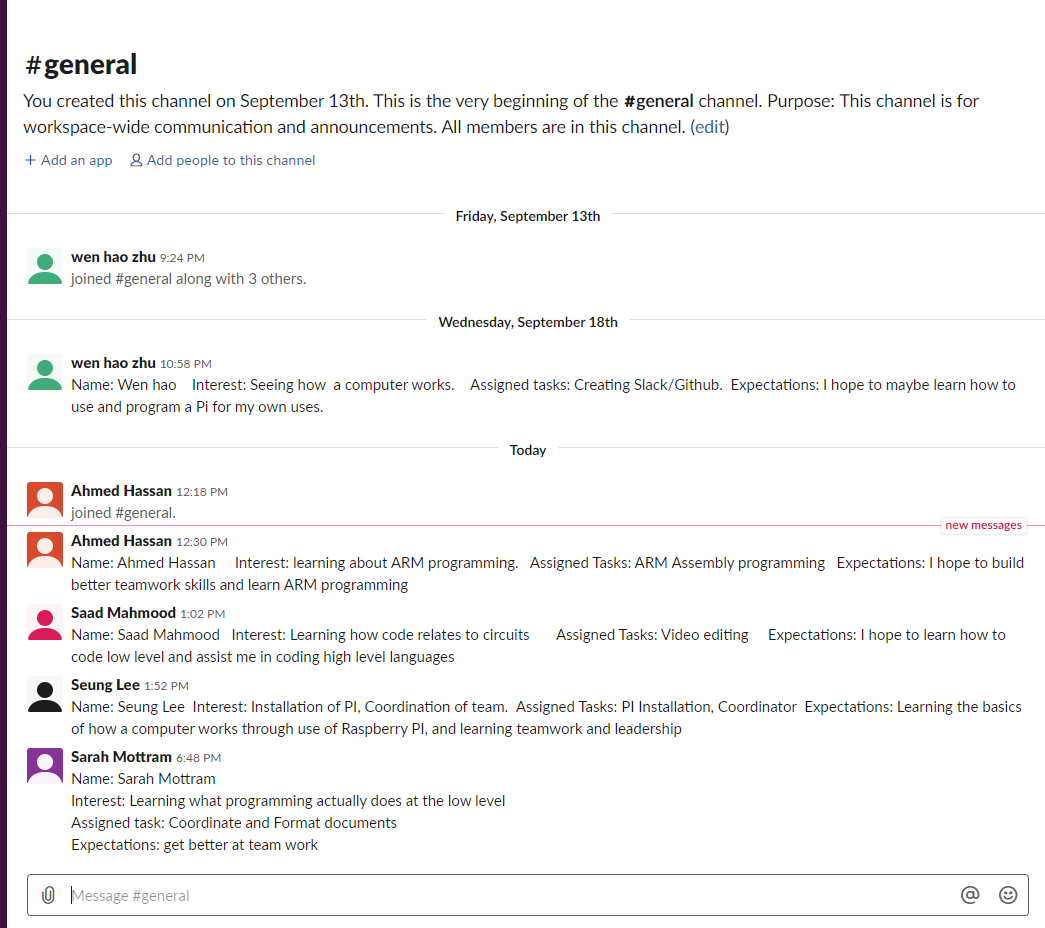 #general
You created this channel on September 13th. This is the very beginning of the #general channel. Purpose: This channel is for
workspace-wide communication and announcements. All members are in this channel. (edit)
+ Add an app Add people to this channel
Friday, September 13th
wen hao zhu 9:24 PM
joined #general along with 3 others.
Wednesday, September 18th
wen hao zhu 10:58 PM
Name: Wen hao Interest: Seeing how a computer works. Assigned tasks: Creating Slack/Github. Expectations: I hope to maybe learn how to
use and program a Pi for my own uses.
Today
Ahmed Hassan 12:18 PM
joined #general.
new messages
Ahmed Hassan 12:30 PM
Name: Ahmed Hassan Interest: learning about ARM programming. Assigned Tasks: ARM Assembly programming Expectations: I hope to build
better teamwork skills and learn ARM programming
Saad Mahmood 1:02 PM
Name: Saad Mahmood Interest: Learning how code relates to circuits Assigned Tasks: Video editing Expectations: I hope to learn how to
code low level and assist me in coding high level languages
Seung Lee 1:52 PM
Name: Seung Lee Interest: Installation of PI, Coordination of team. Assigned Tasks: PI Installation, Coordinator Expectations: Learning the basics
of how a computer works through use of Raspberry PI, and learning teamwork and leadership
Sarah Mottram 6:48 PM
Name: Sarah Mottram
Interest: Learning what programming actually does at the low level
Assigned task: Coordinate and Format documents
Expectations: get better at team work
Message #general